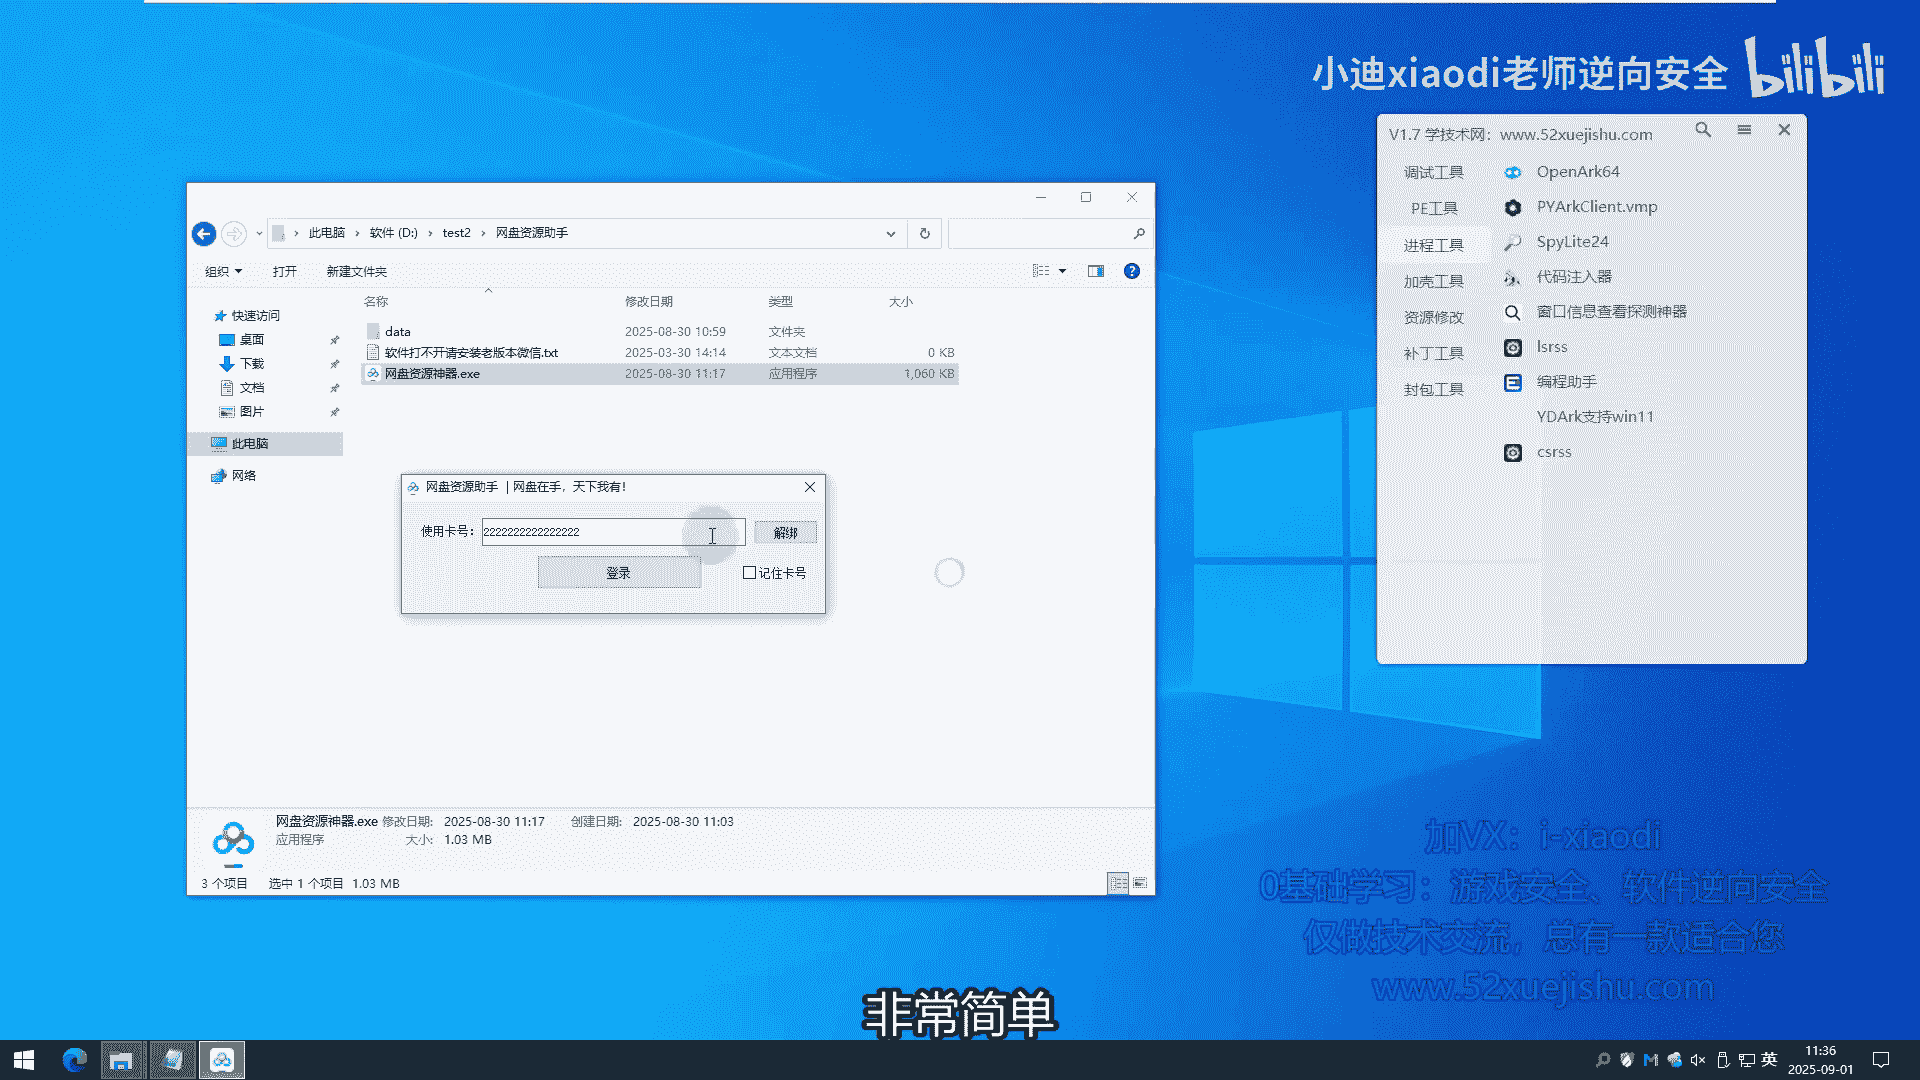 小迪xiaodi老师逆向安全 bilibili
V1.7 学技术网：www.52xuejishu.com
调试工具
PE工具
进程工具
加壳工具
资源修改
补丁工具
封包工具
OpenArk64
PYArkClient.vmp
SpyLite24
代码注入器
窗口信息查看探测神器
lsrss
编程助手
YDArk支持win11
csrss
此电脑 › 软件 (D:) › test2 › 网盘资源助手
组织 打开 新建文件夹
名称 修改日期 类型 大小
data 2025-08-30 10:59 文件夹
软件打不开请安装老版本微信.txt 2025-03-30 14:14 文本文档 0 KB
网盘资源神器.exe 2025-08-30 11:17 应用程序 1,060 KB
快速访问
桌面
下载
文档
图片
此电脑
网络
网盘资源助手 |网盘在手，天下我有！
使用卡号： 2222222222222222 解绑
登录 记住卡号
网盘资源神器.exe 修改日期: 2025-08-30 11:17 创建日期: 2025-08-30 11:03
应用程序 大小: 1.03 MB
3 个项目 选中 1 个项目 1.03 MB
加VX：i-xiaodi
0基础学习：游戏安全、软件逆向安全
仅做技术交流，总有一款适合您
www.52xuejishu.com
非常简单
英 11:36
2025-09-01